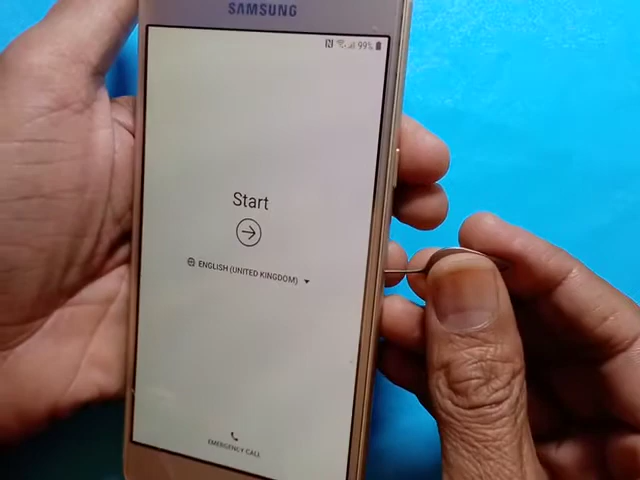 SAMSUNG
99%
Start
ENGLISH (UNITED KINGDOM)
EMERGENCY CALL